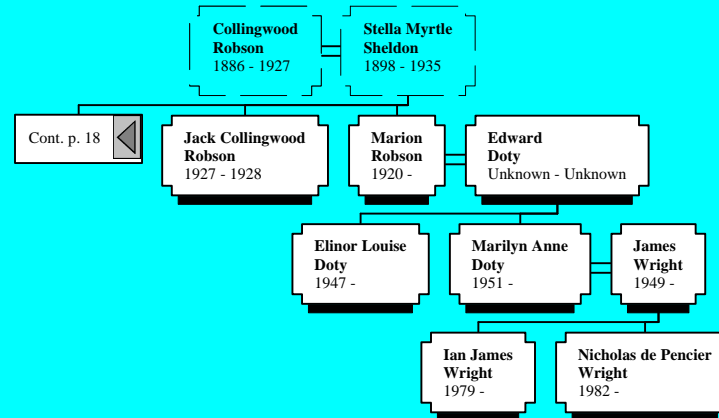 Collingwood
Robson
1886 - 1927
Stella Myrtle
Sheldon
1898 - 1935
Cont. p. 18
Jack Collingwood
Robson
1927 - 1928
Marion
Robson
1920 -
Edward
Doty
Unknown - Unknown
Elinor Louise
Doty
1947 -
Marilyn Anne
Doty
1951 -
James
Wright
1949 -
Ian James
Wright
1979 -
Nicholas de Pencier
Wright
1982 -